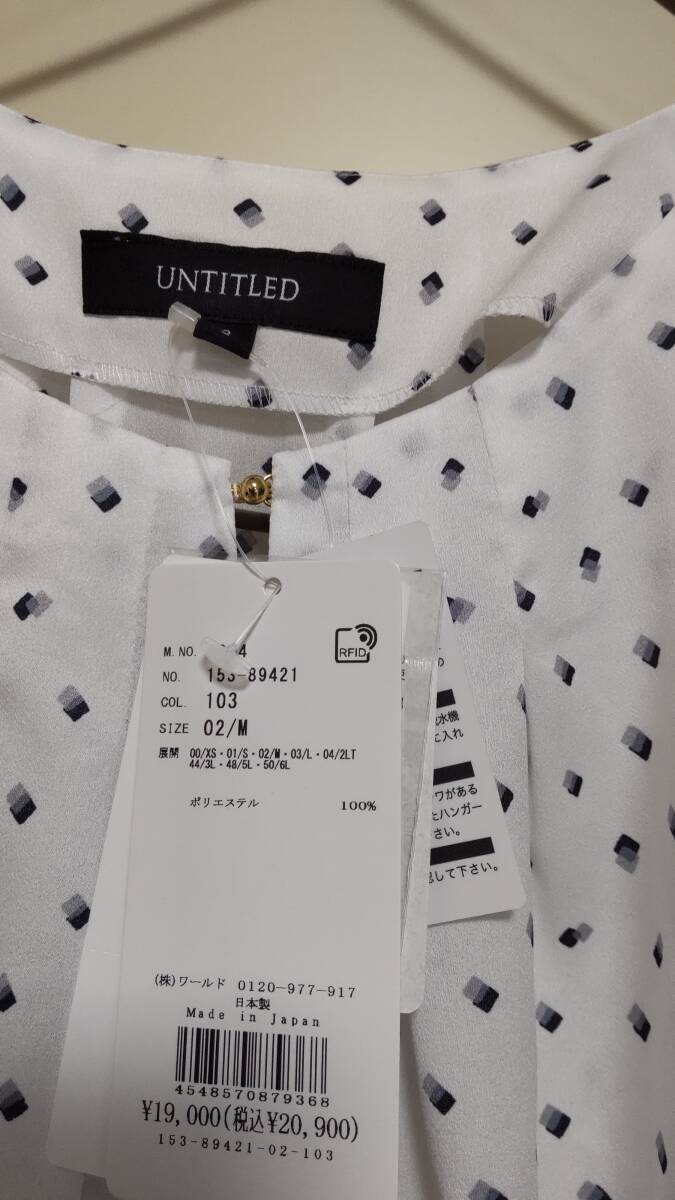 UNTITLED
RFID
M. NO. 4
NO. 153-89421
COL. 103
SIZE 02/M
展開 00/XS・01/S・02/M・03/L・04/2LT
44/3L・48/5L・50/6L
ポリエステル 100%
(株)ワールド 0120-977-917
日本製
Made in Japan
4548570879368
¥19,000(税込¥20,900)
153-89421-02-103
の
水機
に入れ
ワがある
たハンガー
さい。
認して下さい。